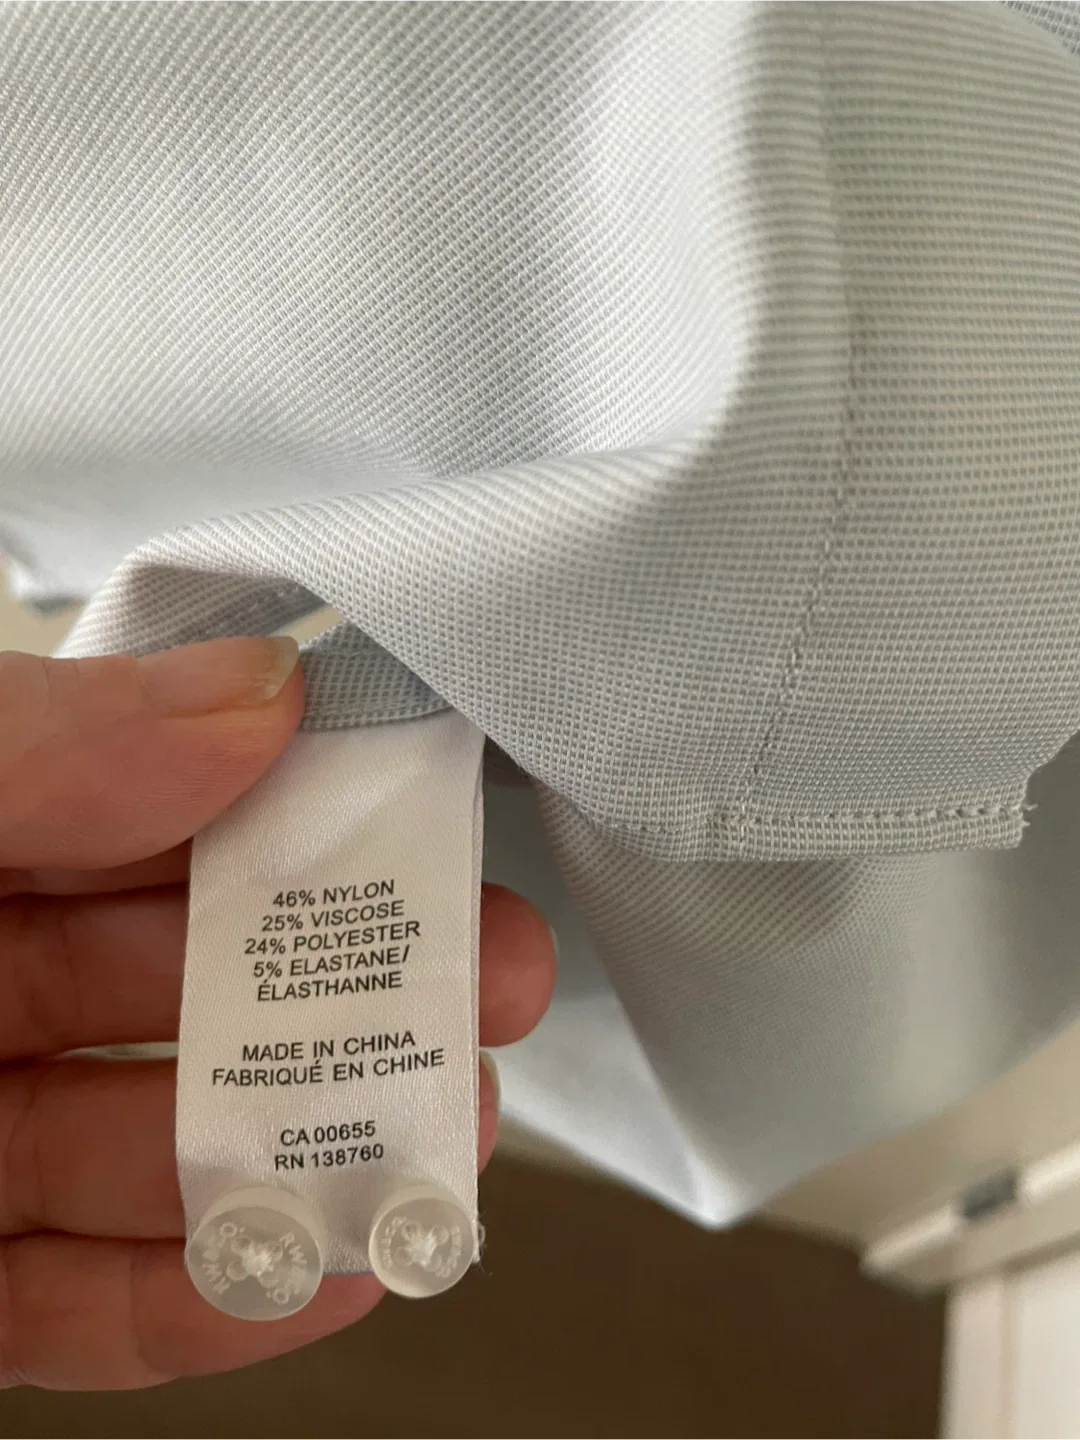 46% NYLON
25% VISCOSE
24% POLYESTER
5% ELASTANE/
ÉLASTHANNE
MADE IN CHINA
FABRIQUÉ EN CHINE
CA 00655
RN 138760